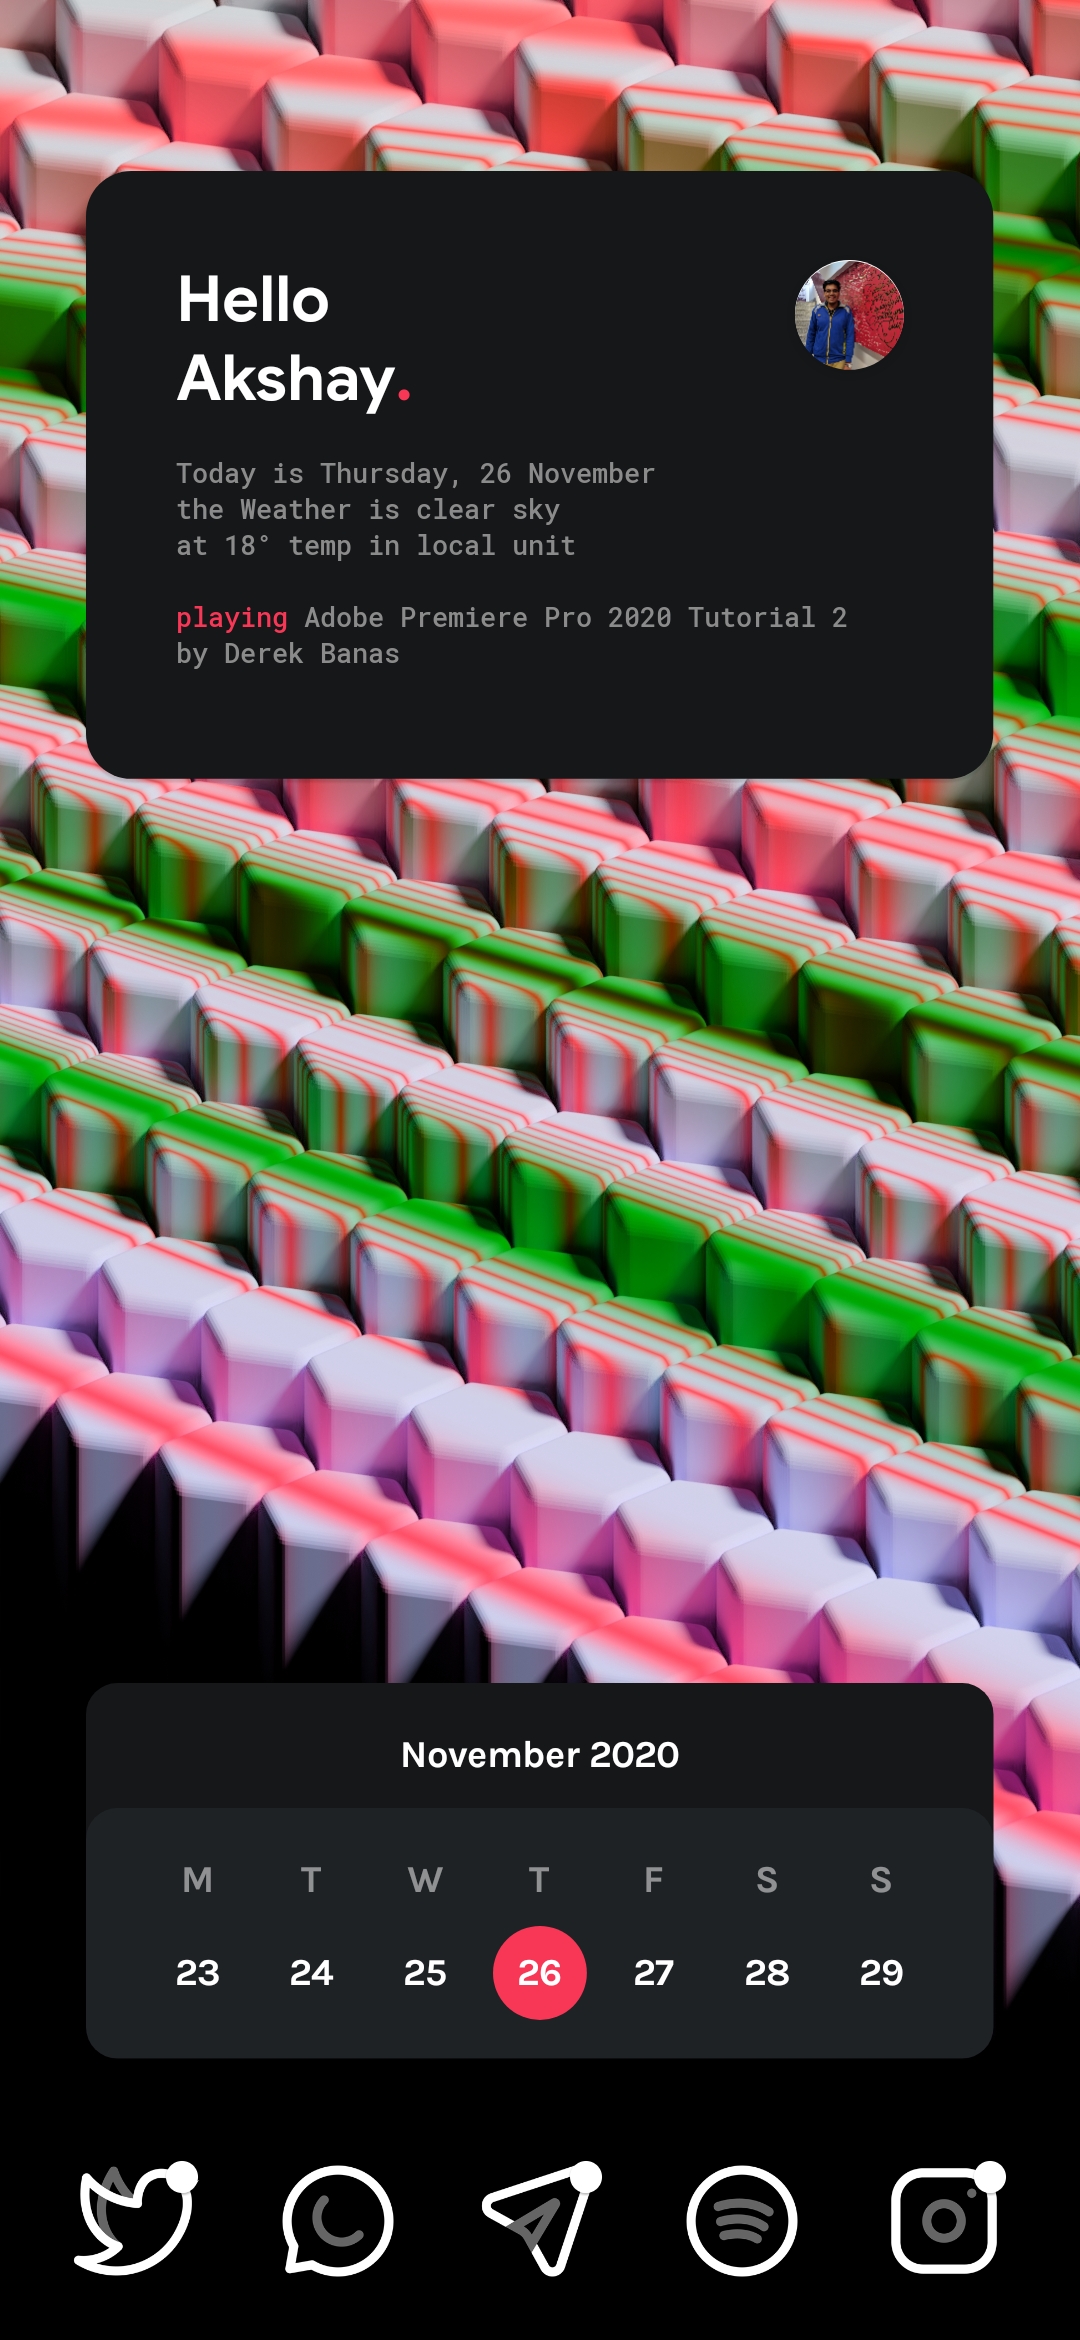 Hello
Akshay.
Today is Thursday, 26 November
the Weather is clear sky
at 18° temp in local unit
playing Adobe Premiere Pro 2020 Tutorial 2
by Derek Banas
November 2020
M T W T F S S
23 24 25 26 27 28 29